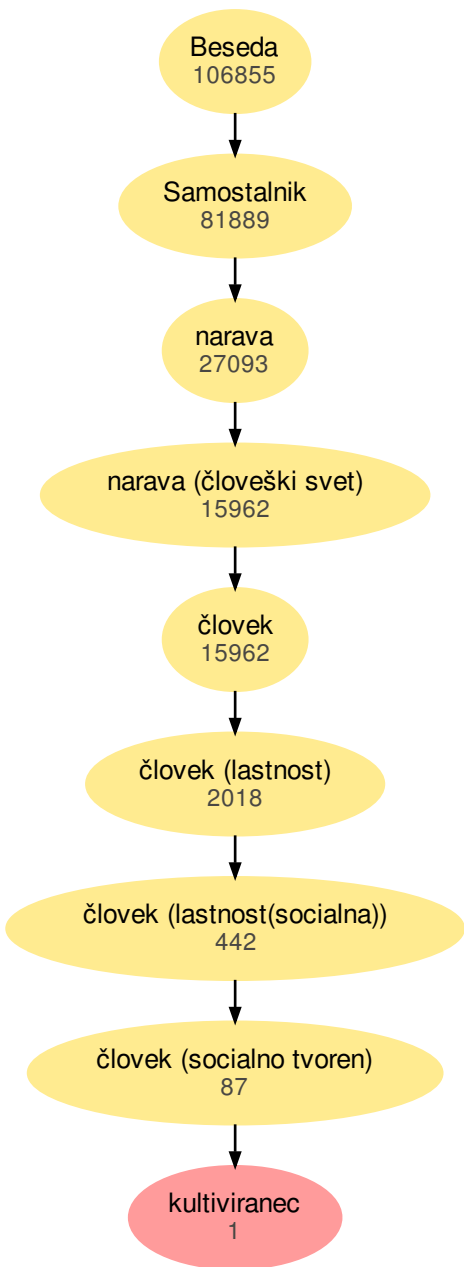 Beseda
106855
Samostalnik
81889
narava
27093
narava (človeški svet)
15962
človek
15962
človek (lastnost)
2018
človek (lastnost(socialna))
442
človek (socialno tvoren)
87
kultiviranec
1